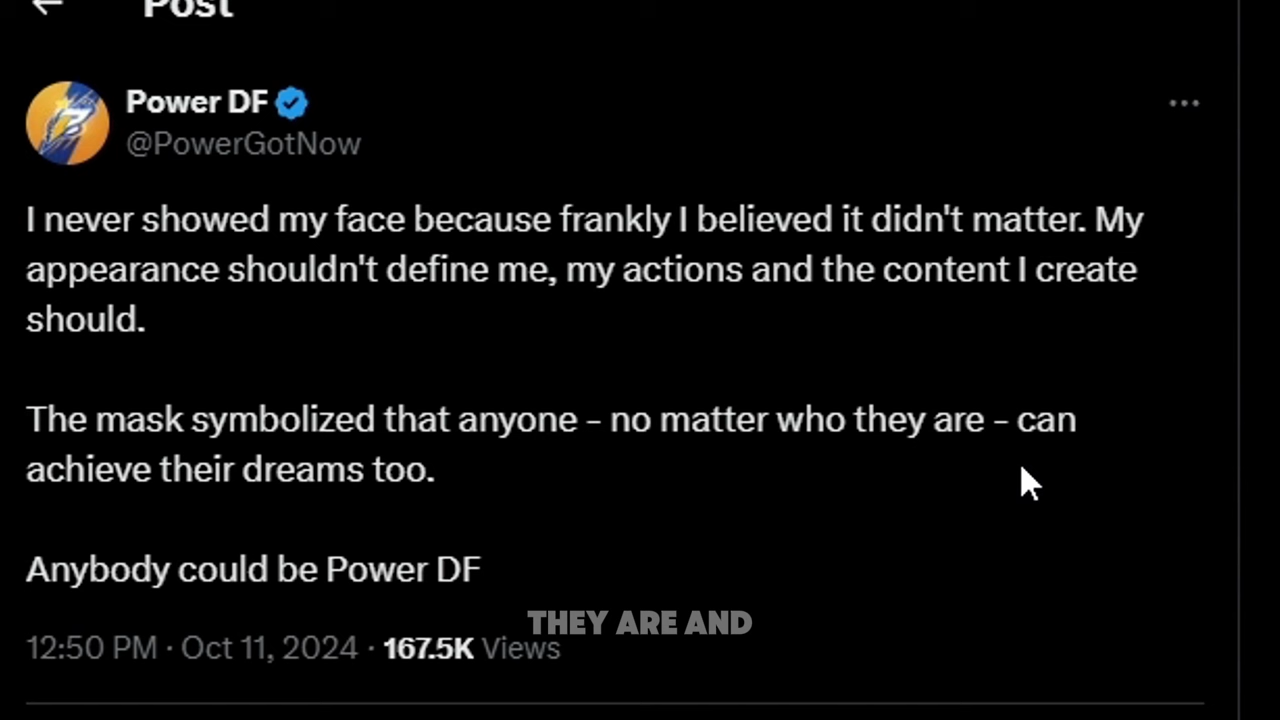 Post
Power DF
@PowerGotNow
I never showed my face because frankly I believed it didn't matter. My
appearance shouldn't define me, my actions and the content I create
should.
The mask symbolized that anyone - no matter who they are - can
achieve their dreams too.
Anybody could be Power DF
THEY ARE AND
12:50 PM · Oct 11, 2024 · 167.5K Views